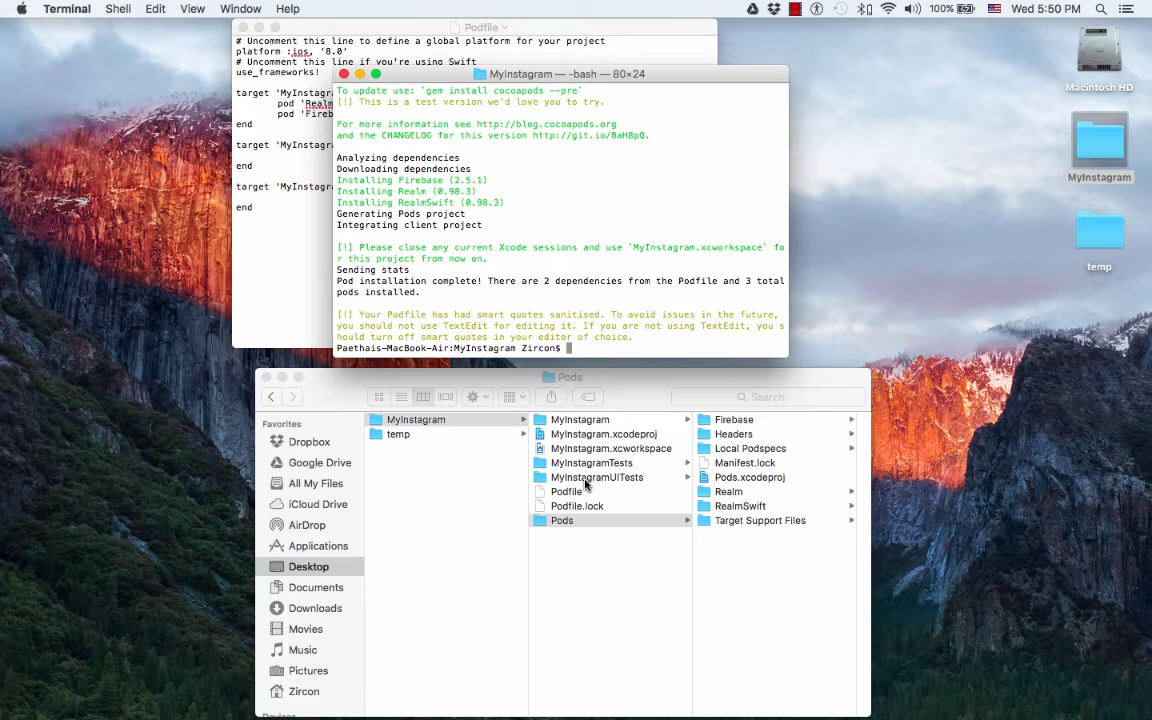 Terminal Shell Edit View Window Help
100% Wed 5:50 PM
Podfile
# Uncomment this line to define a global platform for your project
platform :ios, '8.0'
# Uncomment this line if you're using Swift
use_frameworks!
target 'MyInstagra
pod 'Realm
pod 'Fireb
end
target 'MyInstagra
end
target 'MyInstagra
end
MyInstagram — -bash — 80×24
To update use: `gem install cocoapods --pre`
[!] This is a test version we'd love you to try.
For more information see http://blog.cocoapods.org
and the CHANGELOG for this version http://git.io/BaH8pQ.
Analyzing dependencies
Downloading dependencies
Installing Firebase (2.5.1)
Installing Realm (0.98.3)
Installing RealmSwift (0.98.3)
Generating Pods project
Integrating client project
[!] Please close any current Xcode sessions and use `MyInstagram.xcworkspace` fo
r this project from now on.
Sending stats
Pod installation complete! There are 2 dependencies from the Podfile and 3 total
pods installed.
[!] Your Podfile has had smart quotes sanitised. To avoid issues in the future,
you should not use TextEdit for editing it. If you are not using TextEdit, you s
hould turn off smart quotes in your editor of choice.
Paethais-MacBook-Air:MyInstagram Zircon$
Macintosh HD
MyInstagram
temp
Pods
Search
Favorites
Dropbox
Google Drive
All My Files
iCloud Drive
AirDrop
Applications
Desktop
Documents
Downloads
Movies
Music
Pictures
Zircon
MyInstagram
temp
MyInstagram
MyInstagram.xcodeproj
MyInstagram.xcworkspace
MyInstagramTests
MyInstagramUITests
Podfile
Podfile.lock
Pods
Firebase
Headers
Local Podspecs
Manifest.lock
Pods.xcodeproj
Realm
RealmSwift
Target Support Files